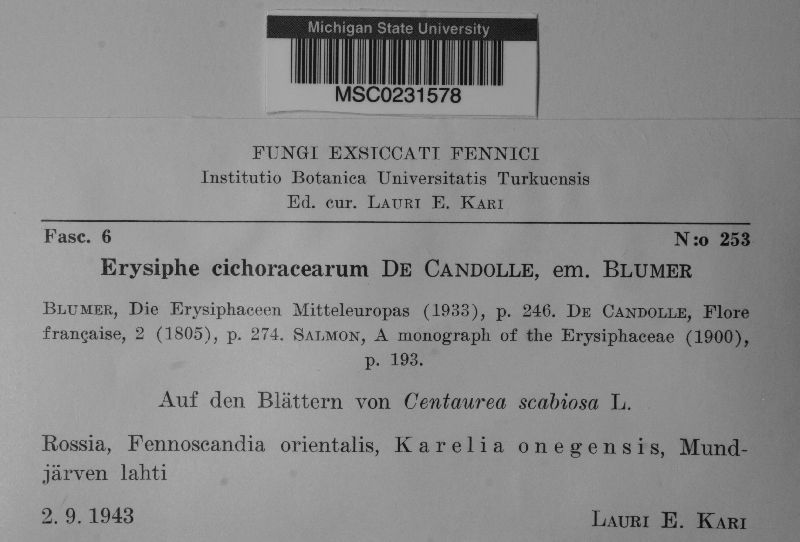 Michigan State University
MSC0231578
FUNGI EXSICCATI FENNICI
Institutio Botanica Universitatis Turkuensis
Ed. cur. LAURI E. KARI
Fasc. 6 N:o 253
Erysiphe cichoracearum DE CANDOLLE, em. BLUMER
BLUMER, Die Erysiphaceen Mitteleuropas (1933), p. 246. DE CANDOLLE, Flore
française, 2 (1805), p. 274. SALMON, A monograph of the Erysiphaceae (1900),
p. 193.
Auf den Blättern von Centaurea scabiosa L.
Rossia, Fennoscandia orientalis, Karelia onegensis, Mund-
järven lahti
2. 9. 1943 LAURI E. KARI